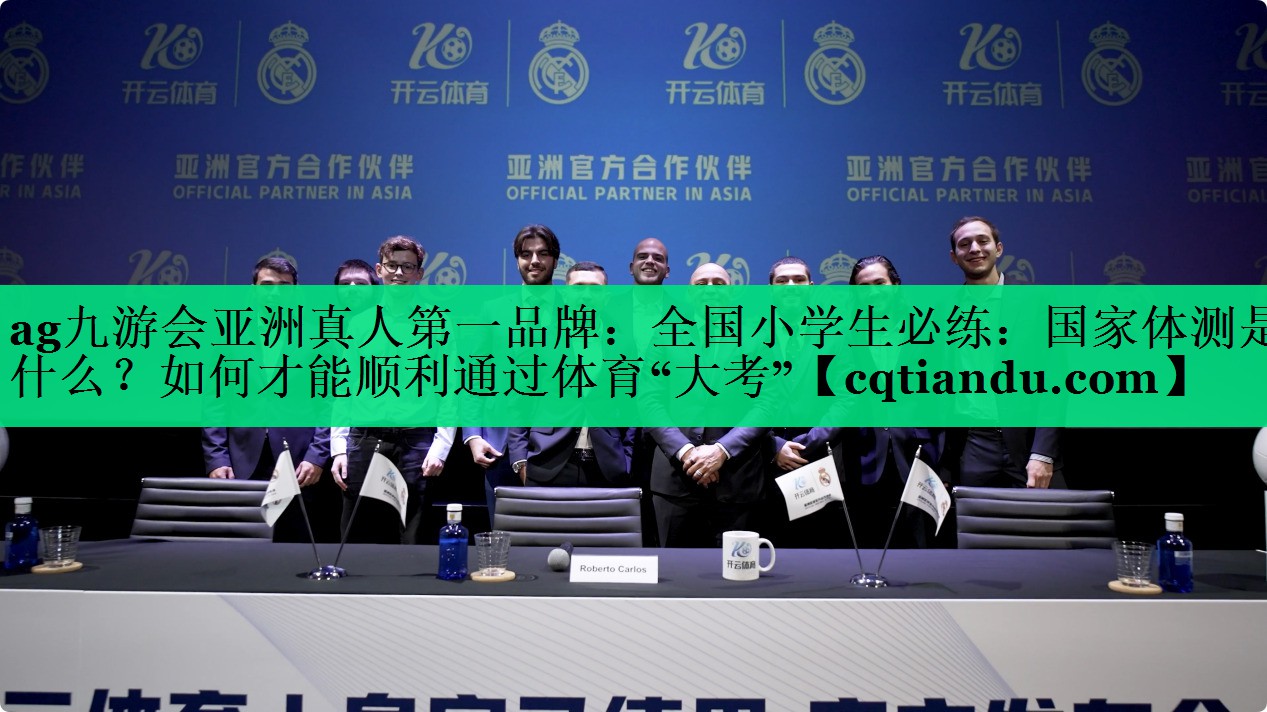 开云体育
开云体育
开云体育
开云体育
亚洲官方合作伙伴
OFFICIAL PARTNER IN ASIA
亚洲官方合作伙伴
OFFICIAL PARTNER IN ASIA
亚洲官方合作伙伴
OFFICIAL PARTNER IN ASIA
ag九游会亚洲真人第一品牌：全国小学生必练：国家体测是
什么？如何才能顺利通过体育“大考”【cqtiandu.com】
开云体育
Roberto Carlos
开云体育